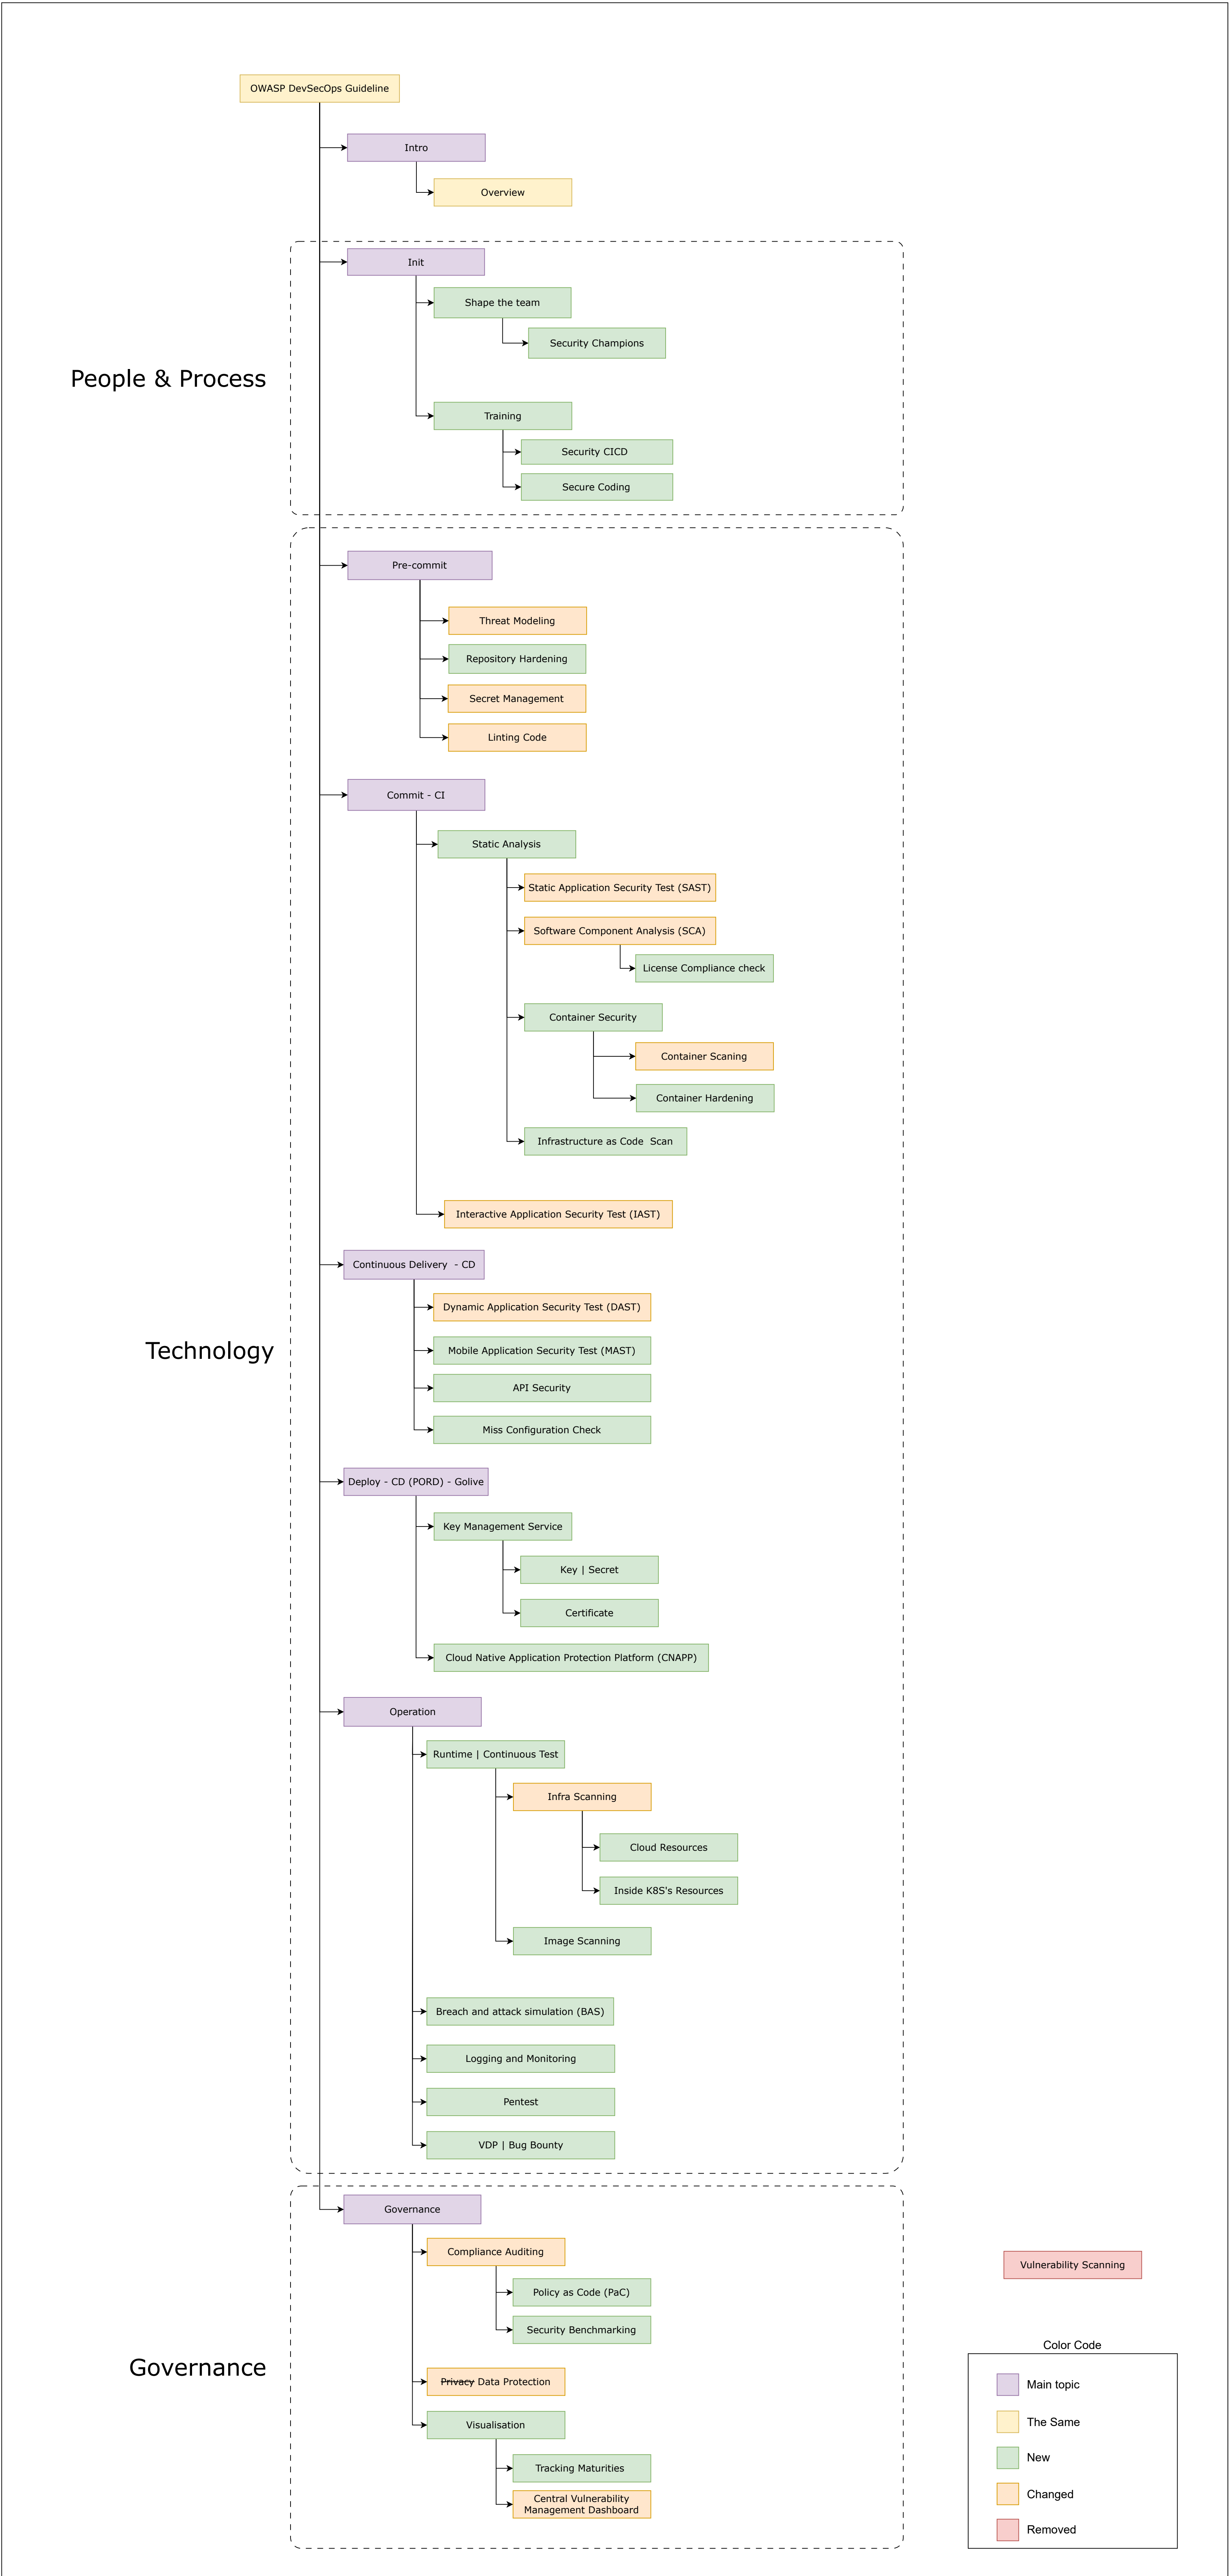 OWASP DevSecOps Guideline
Intro
Overview
People & Process
Init
Shape the team
Security Champions
Training
Security CICD
Secure Coding
Technology
Pre-commit
Threat Modeling
Repository Hardening
Secret Management
Linting Code
Commit - CI
Static Analysis
Static Application Security Test (SAST)
Software Component Analysis (SCA)
License Compliance check
Container Security
Container Scaning
Container Hardening
Infrastructure as Code  Scan
Interactive Application Security Test (IAST)
Continuous Delivery  - CD
Dynamic Application Security Test (DAST)
Mobile Application Security Test (MAST)
API Security
Miss Configuration Check
Deploy - CD (PORD) - Golive
Key Management Service
Key | Secret
Certificate
Cloud Native Application Protection Platform (CNAPP)
Operation
Runtime | Continuous Test
Infra Scanning
Cloud Resources
Inside K8S's Resources
Image Scanning
Breach and attack simulation (BAS)
Logging and Monitoring
Pentest
VDP | Bug Bounty
Governance
Governance
Compliance Auditing
Policy as Code (PaC)
Security Benchmarking
Privacy Data Protection
Visualisation
Tracking Maturities
Central Vulnerability
Management Dashboard
Vulnerability Scanning
Color Code
Main topic
The Same
New
Changed
Removed